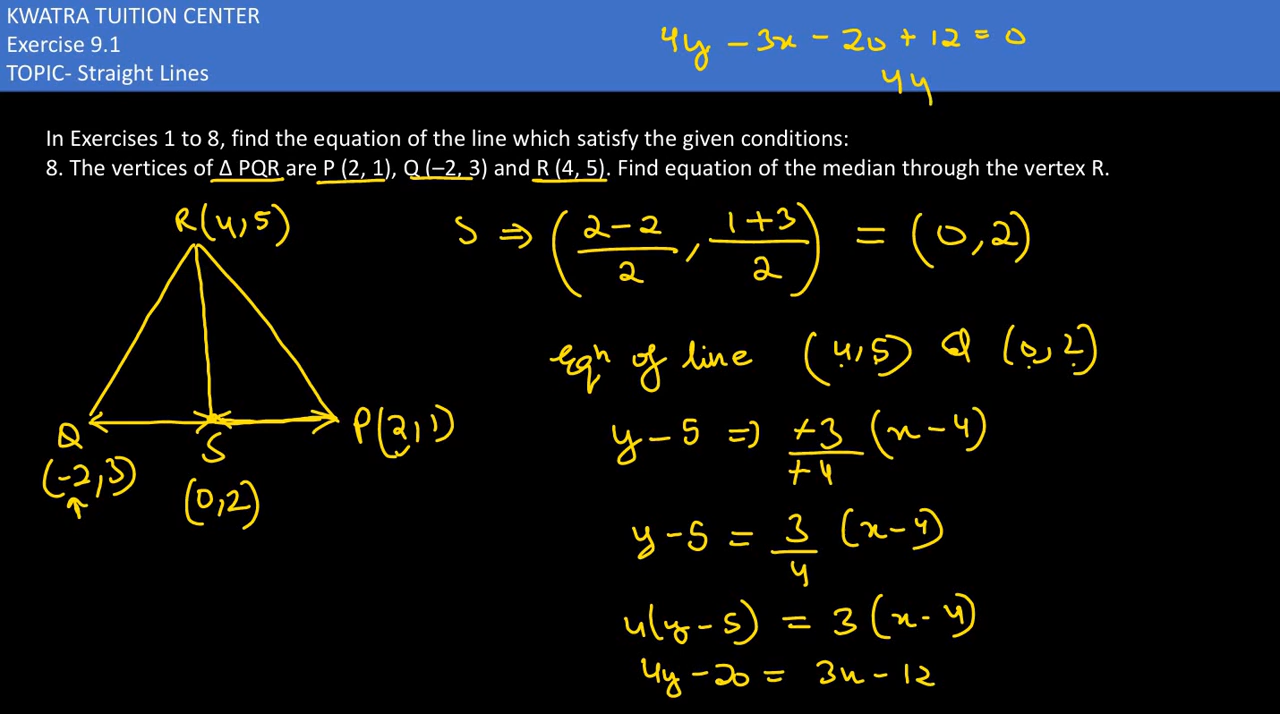 KWATRA TUITION CENTER
Exercise 9.1
TOPIC- Straight Lines
4y - 3x - 20 + 12 = 0
4y
In Exercises 1 to 8, find the equation of the line which satisfy the given conditions:
8. The vertices of Δ PQR are P (2, 1), Q (–2, 3) and R (4, 5). Find equation of the median through the vertex R.
R(4,5)
S ⇒ ((2-2)/2, (1+3)/2) = (0,2)
Eqn of line (4,5) & (0,2)
Q
(-2,3)
S
(0,2)
P(2,1)
y - 5 ⇒ +3/+4 (x - 4)
y - 5 = 3/4 (x - 4)
4(y - 5) = 3(x - 4)
4y - 20 = 3x - 12